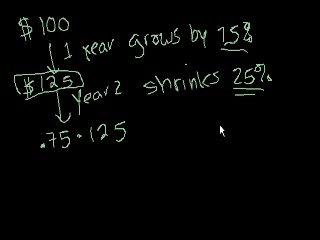 $100
1 year grows by 25%
$125
year 2 shrinks 25%
.75 · 125